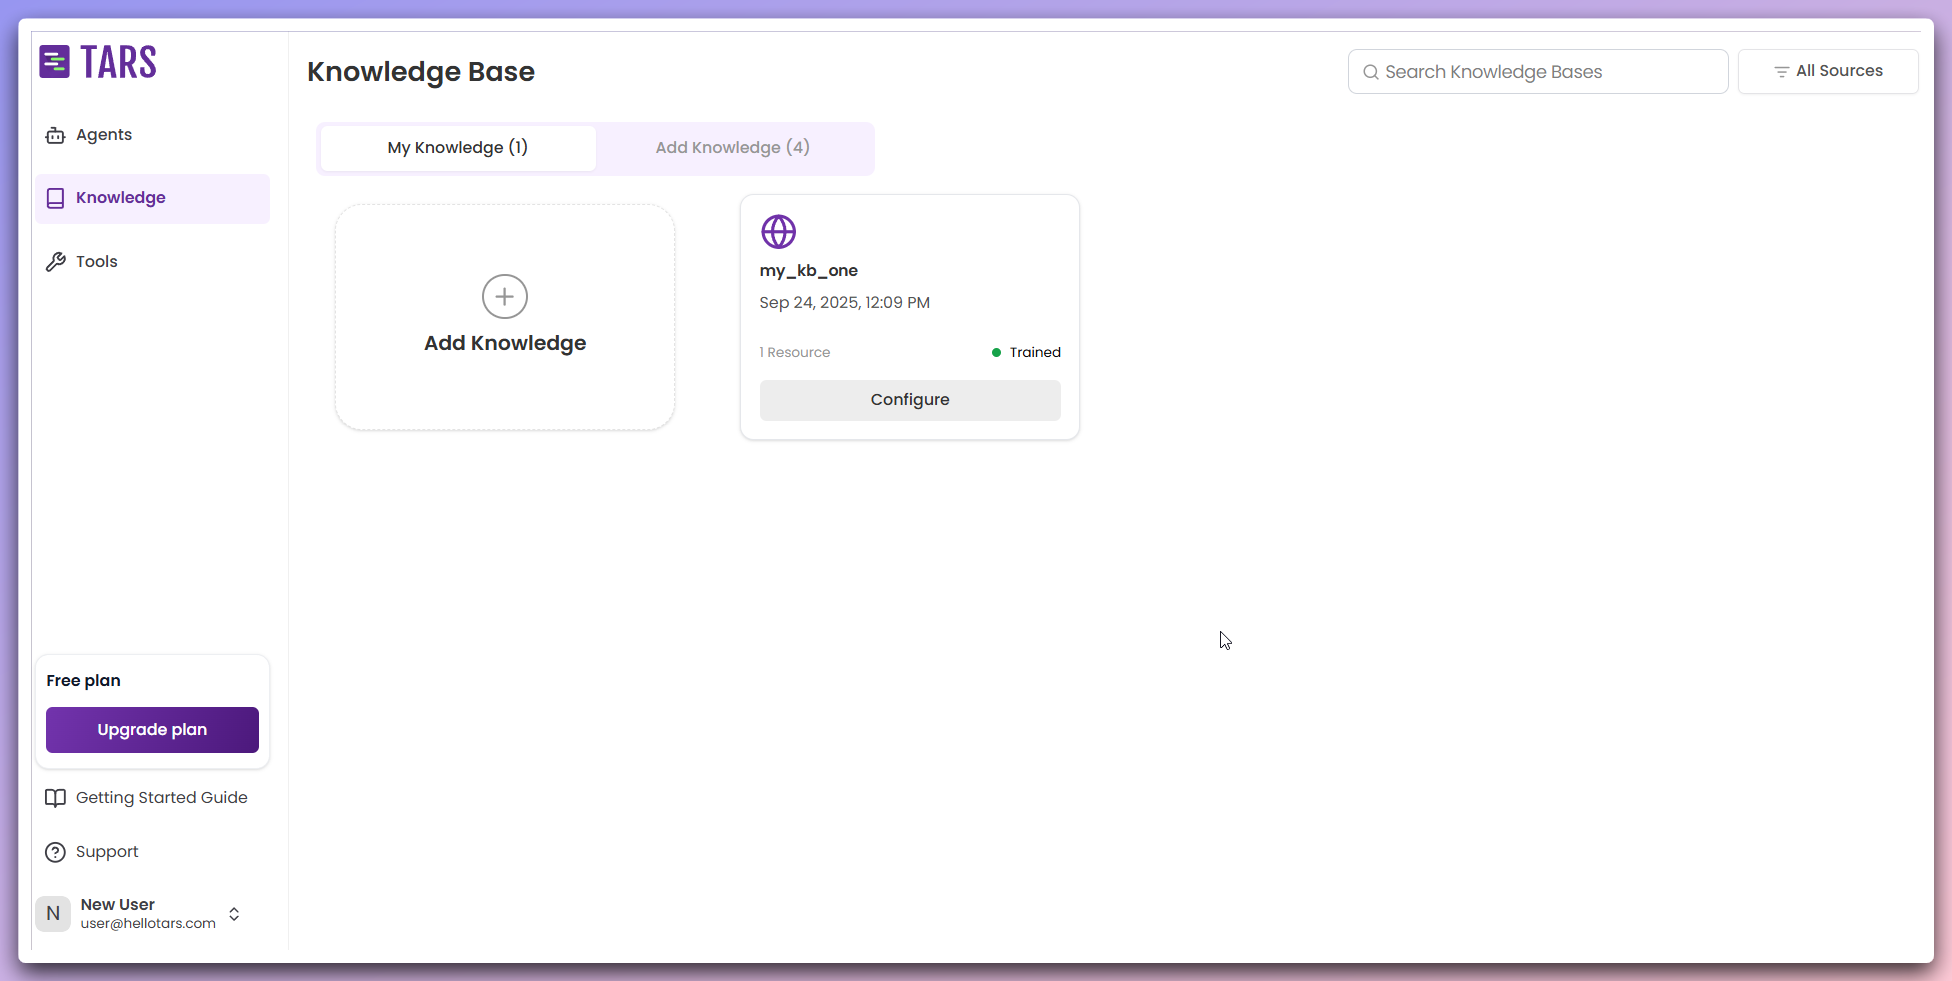 TARS
Agents
Knowledge
Tools
Free plan
Upgrade plan
Getting Started Guide
Support
N
New User
user@hellotars.com
Knowledge Base
Search Knowledge Bases
All Sources
My Knowledge (1)
Add Knowledge (4)
Add Knowledge
my_kb_one
Sep 24, 2025, 12:09 PM
1 Resource
Trained
Configure